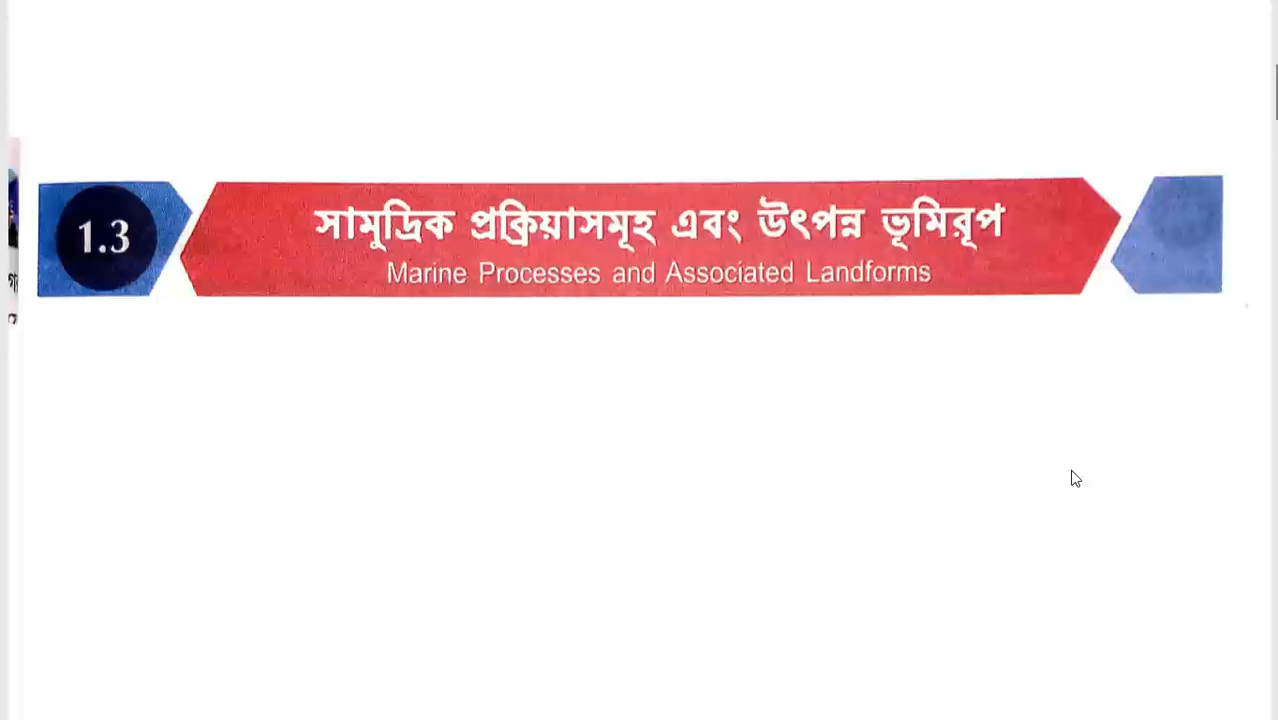 1.3
সামুদ্রিক প্রক্রিয়াসমূহ এবং উৎপন্ন ভূমিরূপ
Marine Processes and Associated Landforms